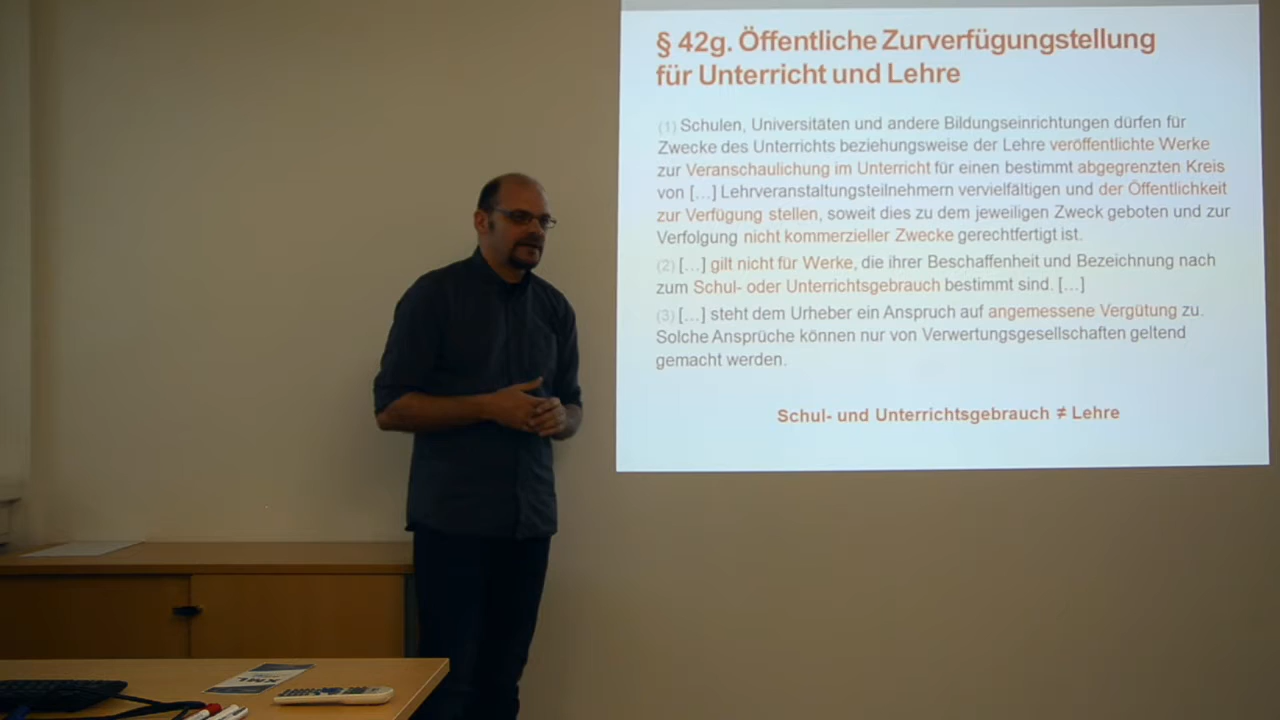 § 42g. Öffentliche Zurverfügungstellung
für Unterricht und Lehre
(1) Schulen, Universitäten und andere Bildungseinrichtungen dürfen für
Zwecke des Unterrichts beziehungsweise der Lehre veröffentlichte Werke
zur Veranschaulichung im Unterricht für einen bestimmt abgegrenzten Kreis
von […] Lehrveranstaltungsteilnehmern vervielfältigen und der Öffentlichkeit
zur Verfügung stellen, soweit dies zu dem jeweiligen Zweck geboten und zur
Verfolgung nicht kommerzieller Zwecke gerechtfertigt ist.
(2) […] gilt nicht für Werke, die ihrer Beschaffenheit und Bezeichnung nach
zum Schul- oder Unterrichtsgebrauch bestimmt sind. […]
(3) […] steht dem Urheber ein Anspruch auf angemessene Vergütung zu.
Solche Ansprüche können nur von Verwertungsgesellschaften geltend
gemacht werden.
Schul- und Unterrichtsgebrauch ≠ Lehre
XML